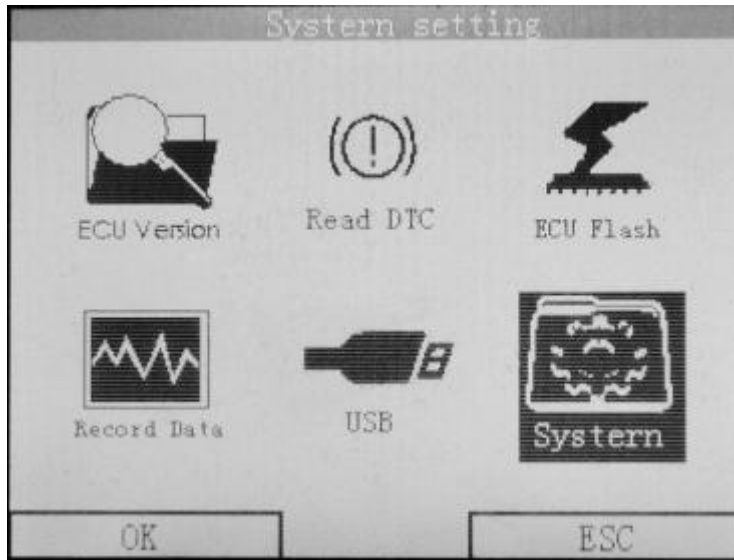 Systern setting
ECU Version
Read DTC
ECU Flash
Record Data
USB
Systern
OK
ESC